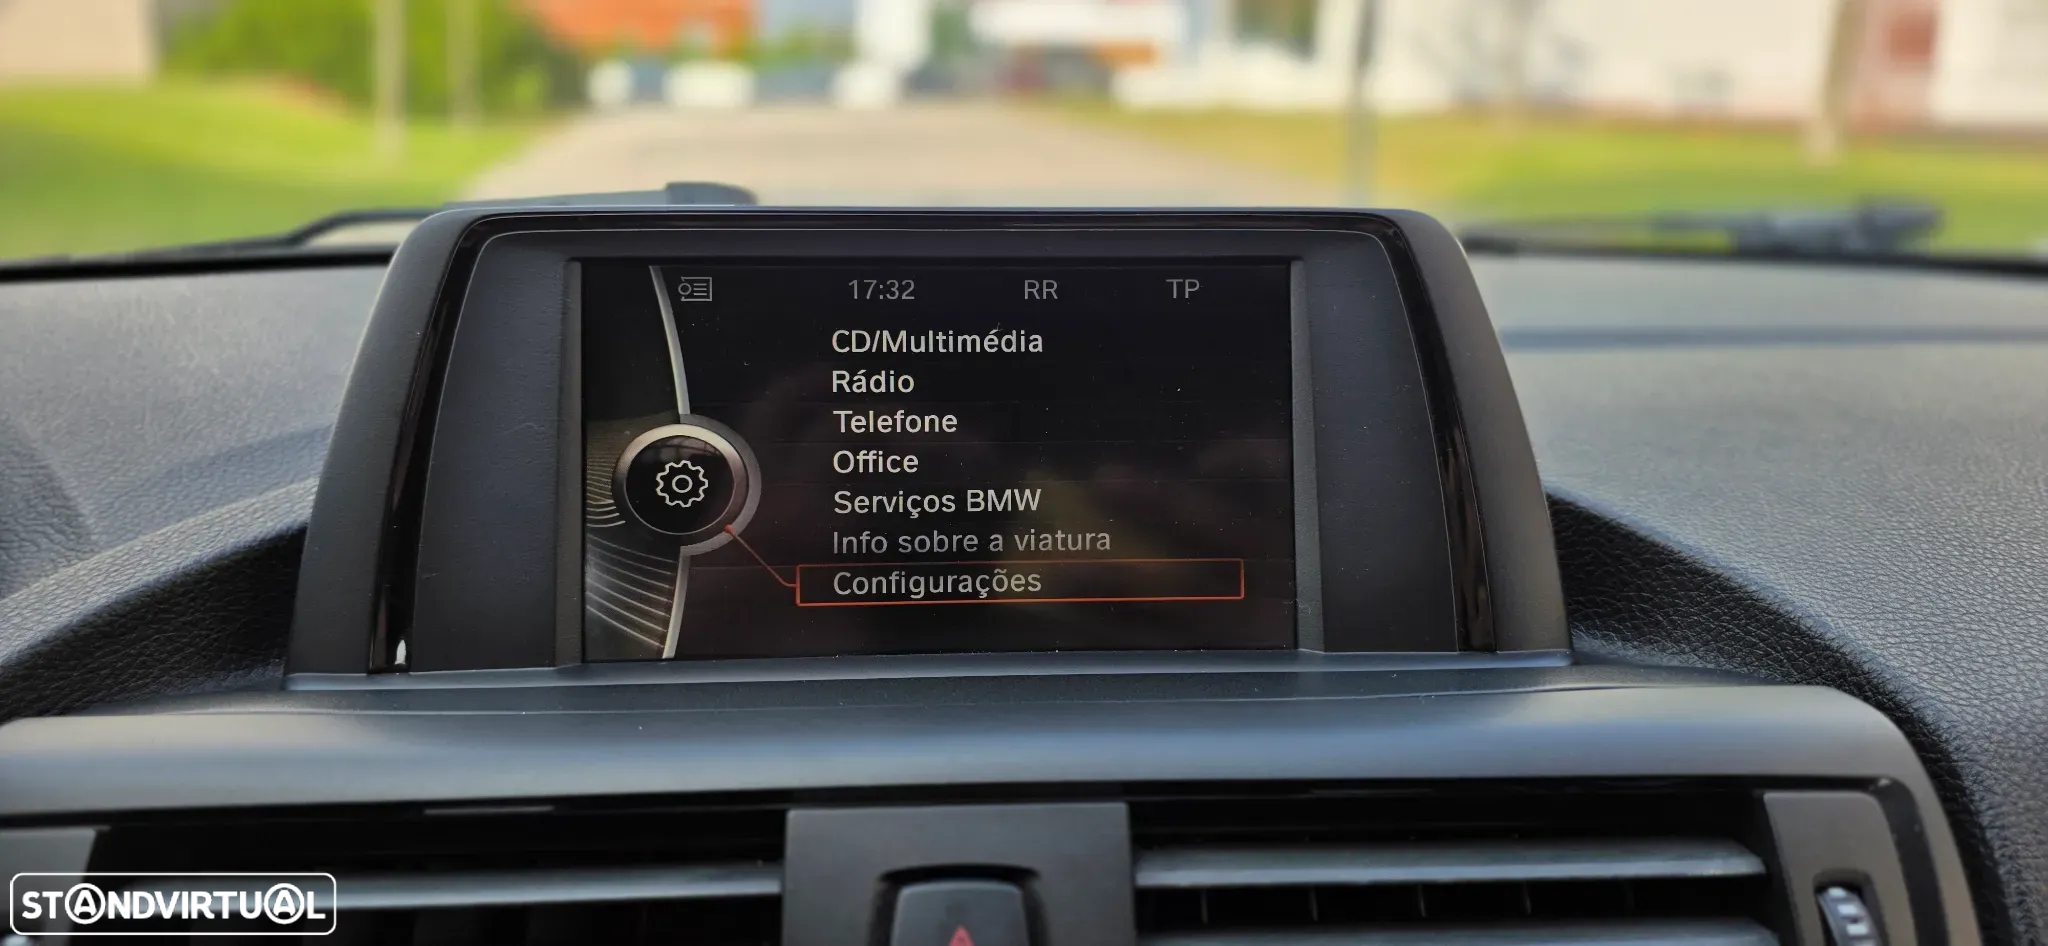 17:32 RR TP
CD/Multimédia
Rádio
Telefone
Office
Serviços BMW
Info sobre a viatura
Configurações
STANDVIRTUAL